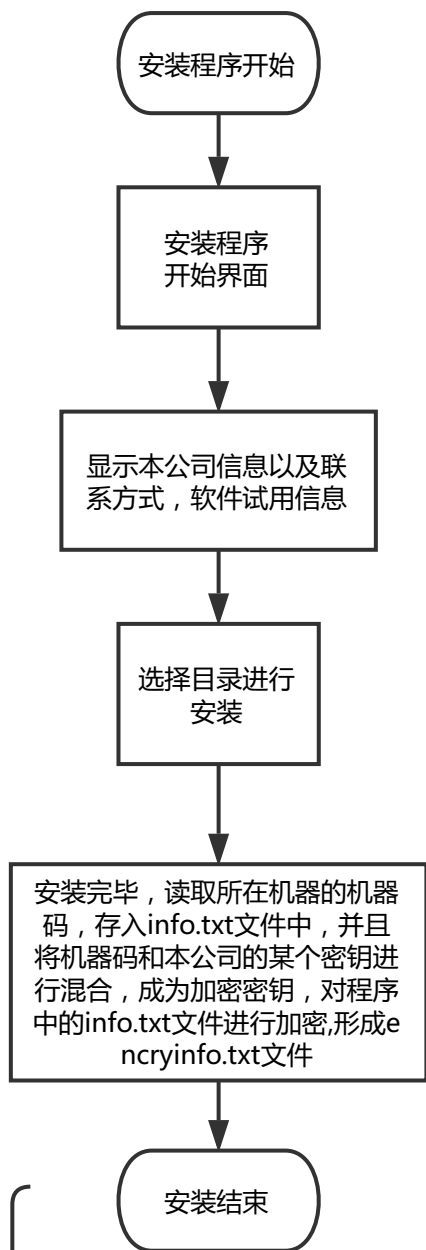 安装程序开始
安装程序
开始界面
显示本公司信息以及联
系方式，软件试用信息
选择目录进行
安装
安装完毕，读取所在机器的机器
码，存入info.txt文件中，并且
将机器码和本公司的某个密钥进
行混合，成为加密密钥，对程序
中的info.txt文件进行加密,形成e
ncryinfo.txt文件
安装结束